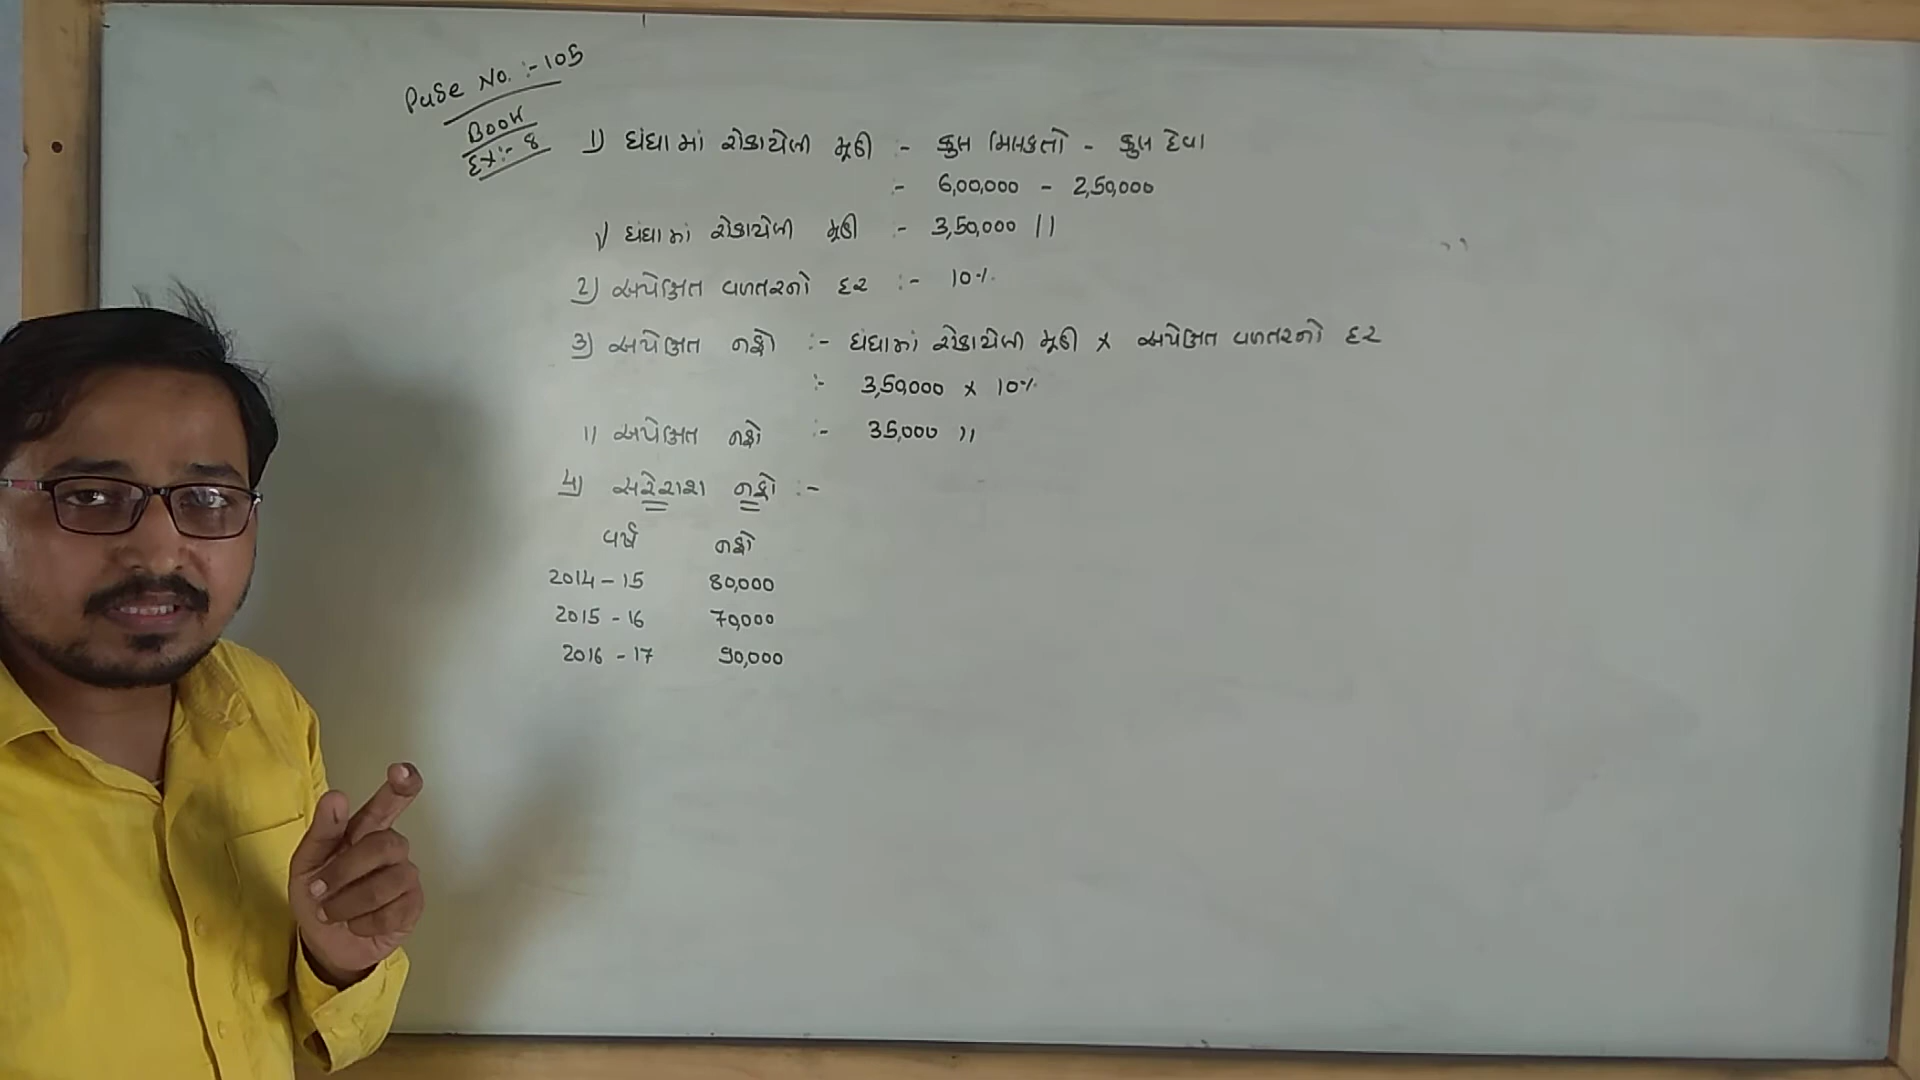 Page No. :- 105
Book
Ex :- 8
1) ધંધામાં રોકાયેલી મૂડી :- કુલ મિલકતો - કુલ દેવા
:- 6,00,000 - 2,50,000
\\ ધંધામાં રોકાયેલી મૂડી :- 3,50,000 //
2) અપેક્ષિત વળતરનો દર :- 10%
3) અપેક્ષિત નફો :- ધંધામાં રોકાયેલી મૂડી × અપેક્ષિત વળતરનો દર
:- 3,50,000 × 10%
\\ અપેક્ષિત નફો :- 35,000 //
4) સરેરાશ નફો :-
વર્ષ નફો
2014 - 15 80,000
2015 - 16 70,000
2016 - 17 90,000